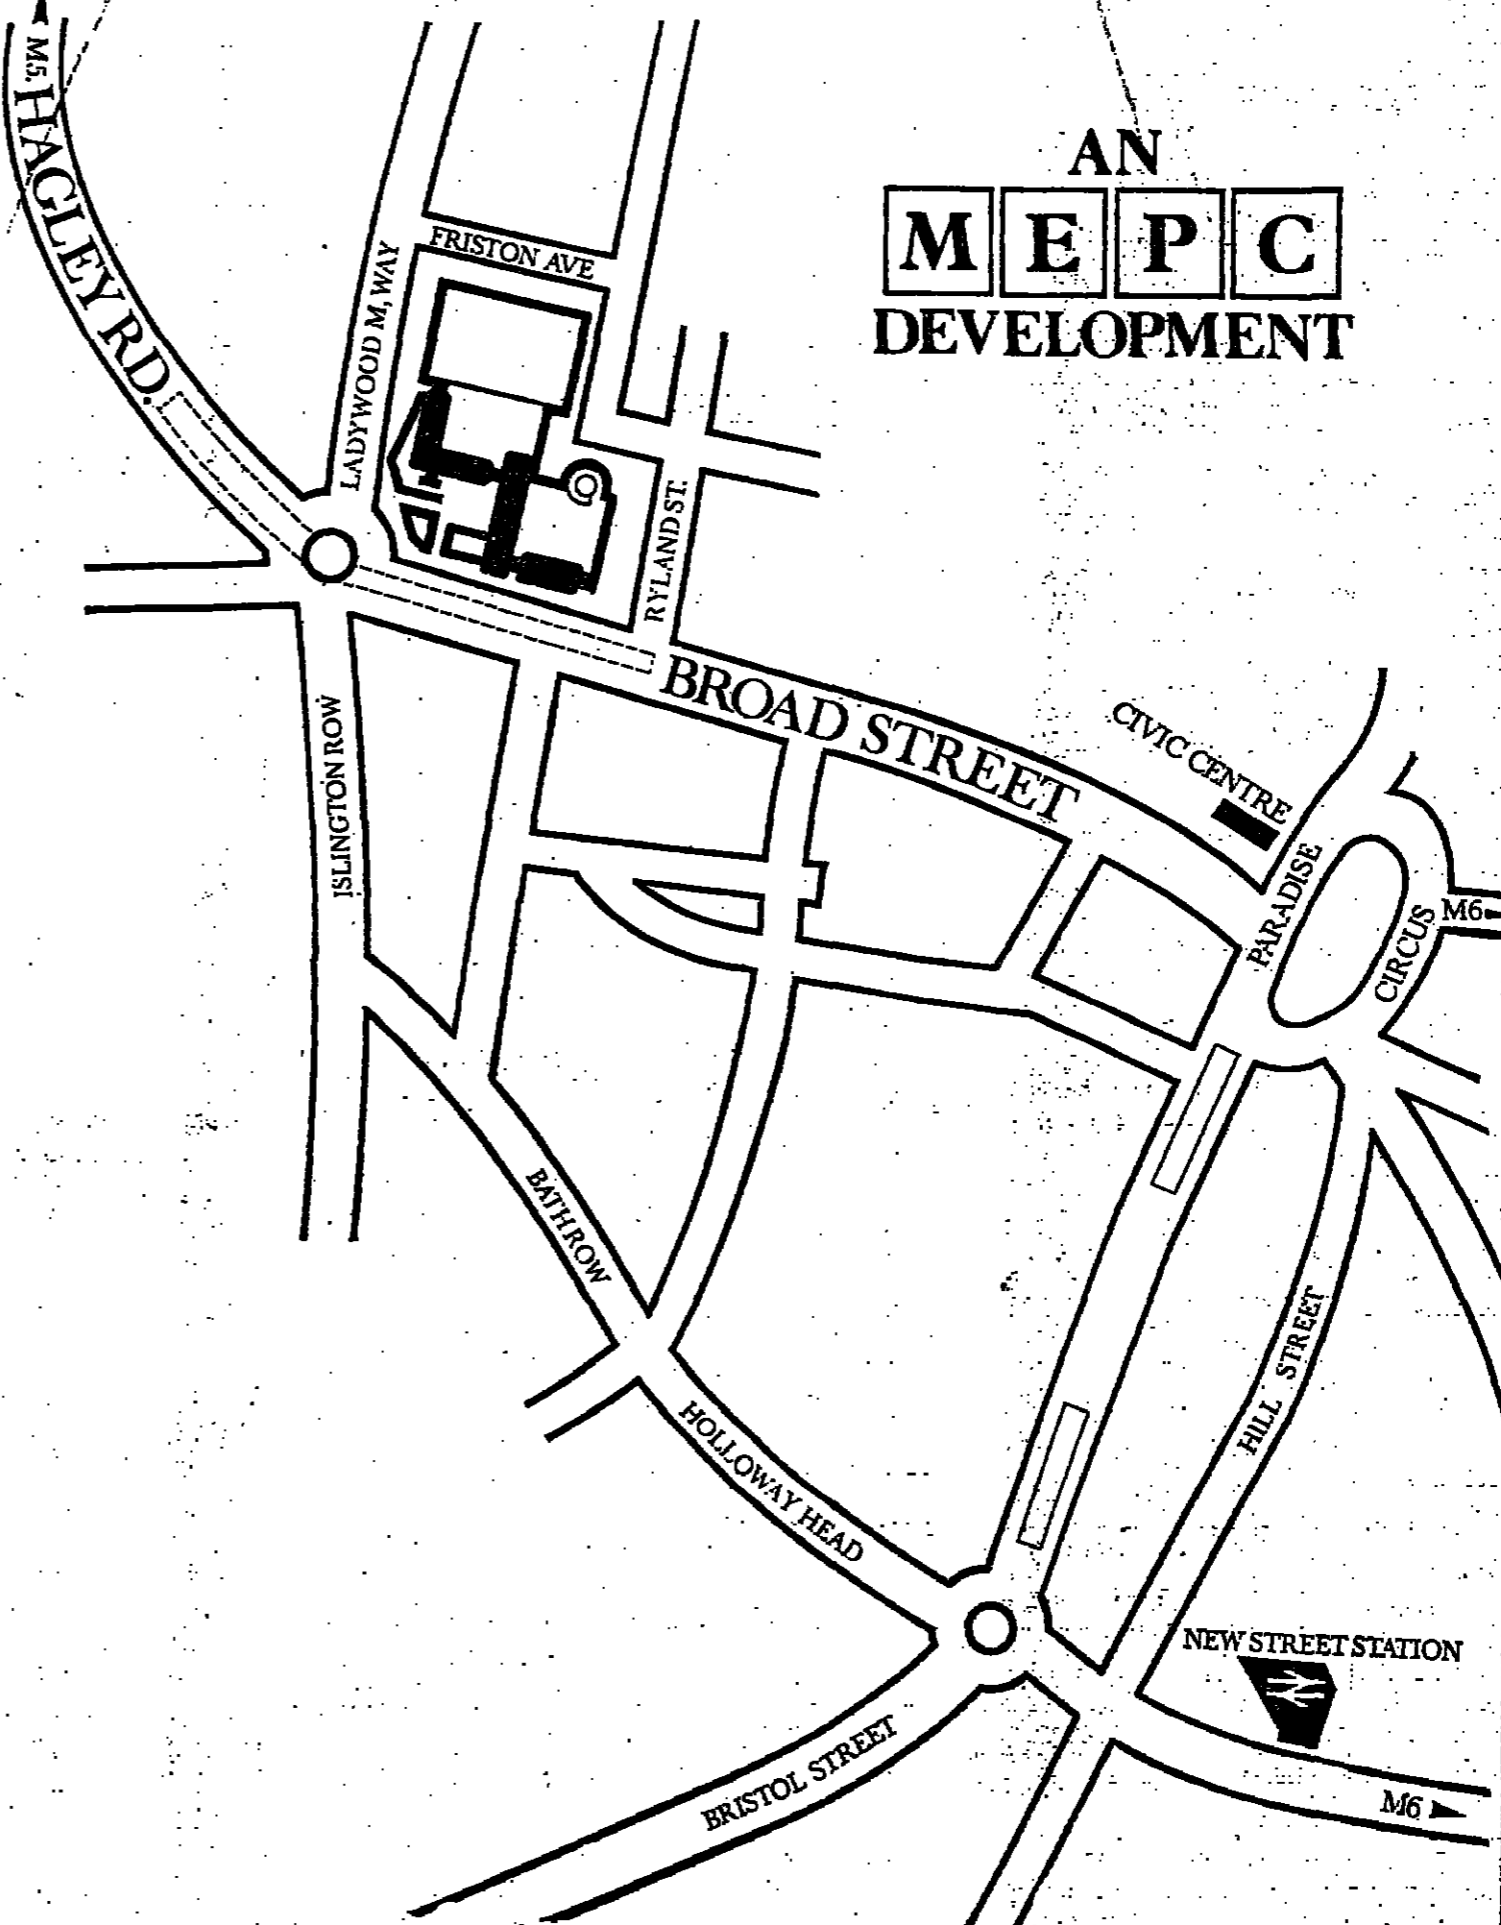 M5.
HAGLEY RD.
AN
MEPC
DEVELOPMENT
FRISTON AVE
LADYWOOD M, WAY
RYLAND ST.
BROAD STREET
CIVIC CENTRE
ISLINGTON ROW
PARADISE
CIRCUS
M6
BATH ROW
HOLLOWAY HEAD
HILL STREET
NEW STREET STATION
BRISTOL STREET
M6